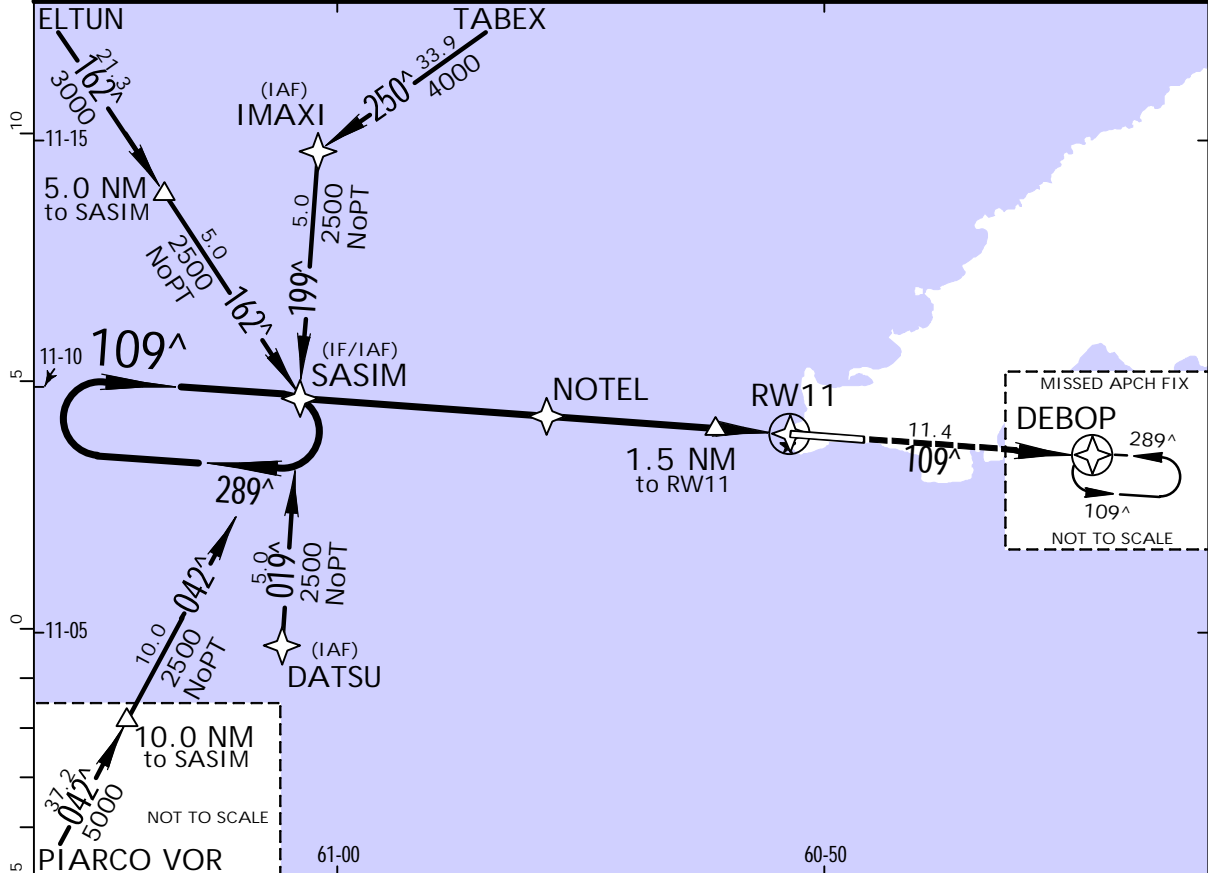 ELTUN
TABEX
21.3
162^
3000
33.9
250^
4000
(IAF)
IMAXI
10
11-15
5.0 NM
to SASIM
5.0
2500
NoPT
5.0
2500
NoPT
162^
199^
109^
11-10
5
(IF/IAF)
SASIM
NOTEL
RW11
MISSED APCH FIX
DEBOP
11.4
109^
289^
109^
NOT TO SCALE
1.5 NM
to RW11
289^
042^
10.0
2500
NoPT
5.0
019^
2500
NoPT
0
11-05
(IAF)
DATSU
10.0 NM
to SASIM
37.2
042^
5000
NOT TO SCALE
PIARCO VOR
5
61-00
60-50